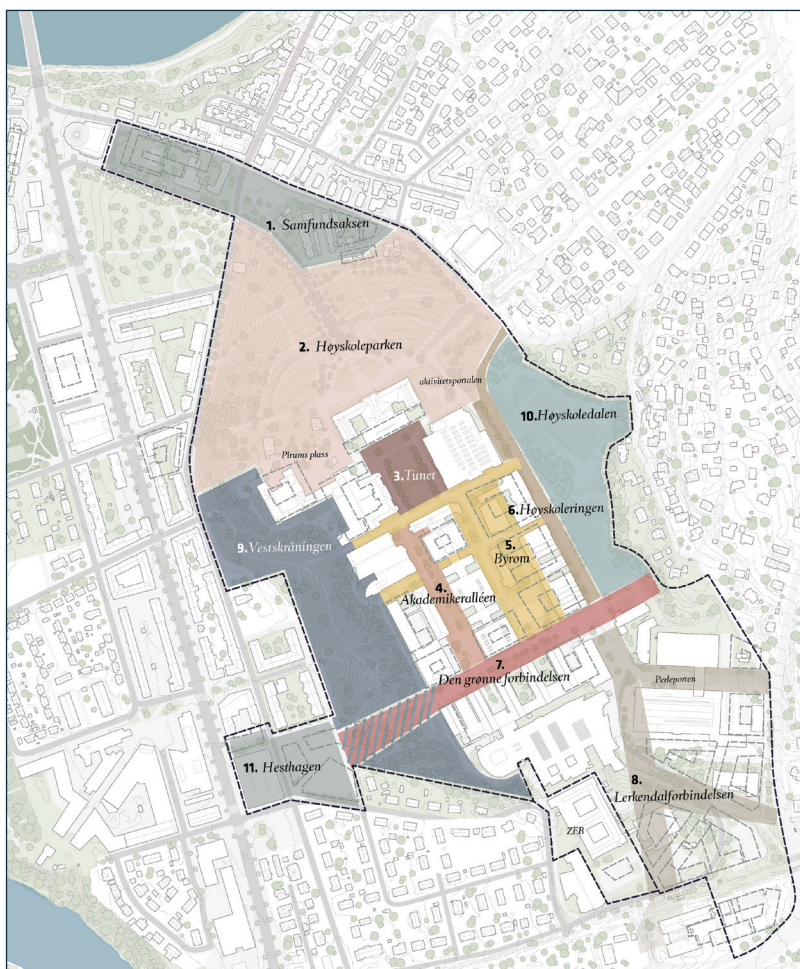 1. Samfundsaksen
2. Høyskoleparken
aktivitetsportalen
10. Høyskoledalen
Pirums plass
3. Tunet
6. Høyskoleringen
9. Vestskråningen
5.
Byrom
4.
Akademikeralléen
7.
Den grønne forbindelsen
Perleporten
11. Hesthagen
8.
Lerkendalforbindelsen
ZEB